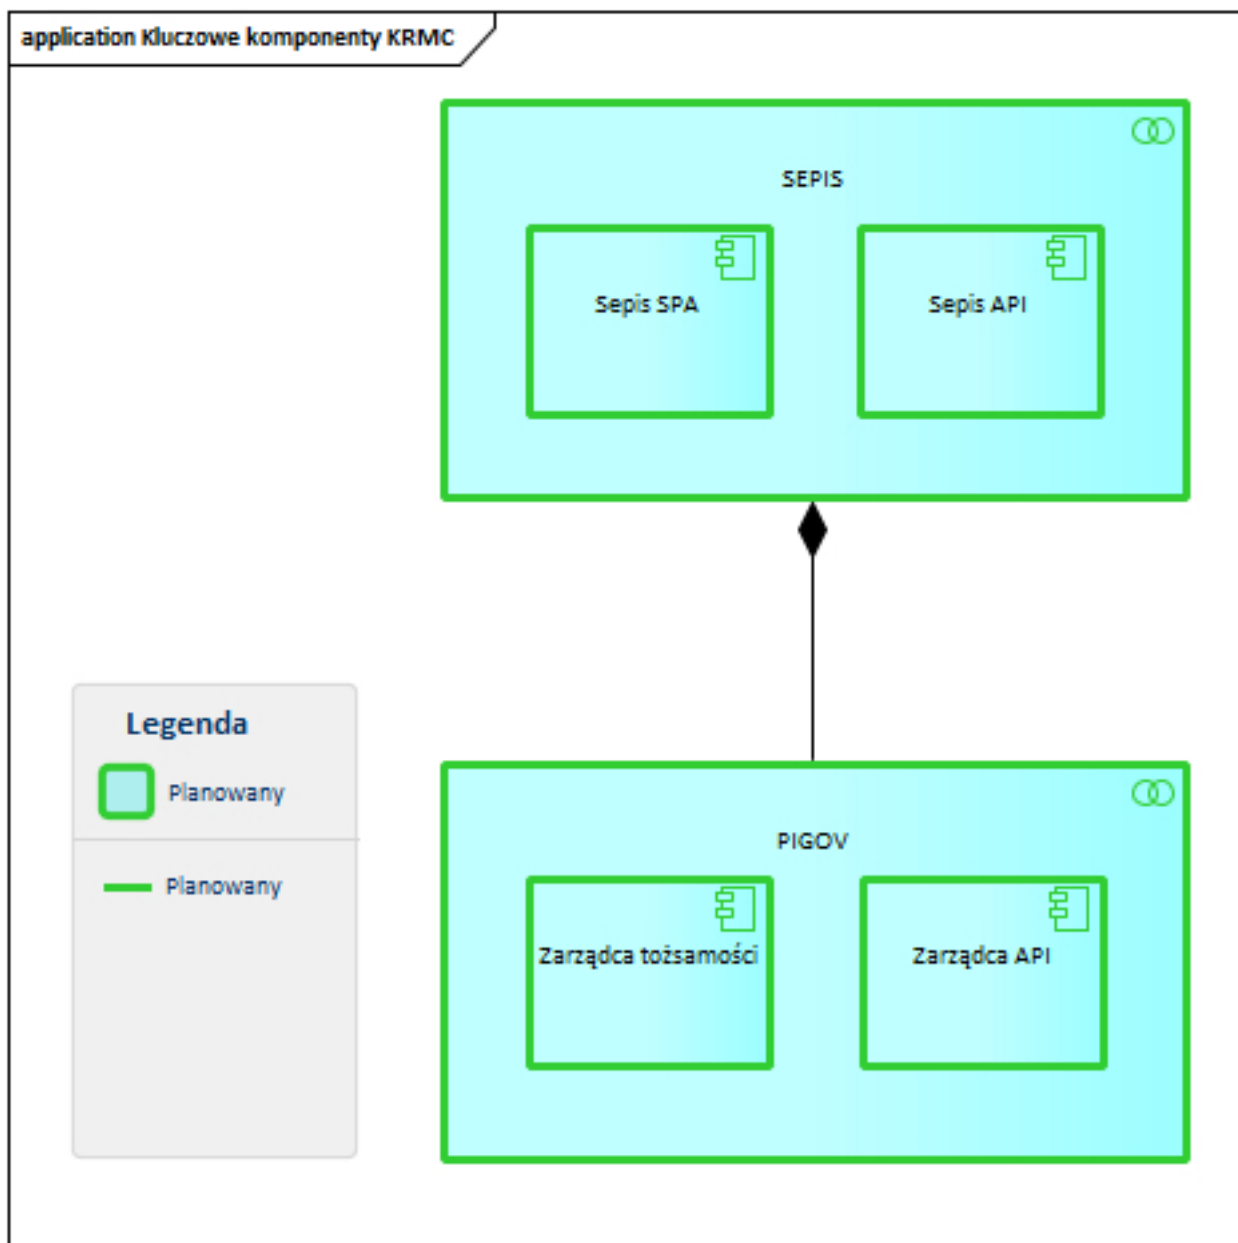 application Kluczowe komponenty KRMC
SEPIS
Sepis SPA
Sepis API
Legenda
Planowany
Planowany
PIGOV
Zarządca tożsamości
Zarządca API